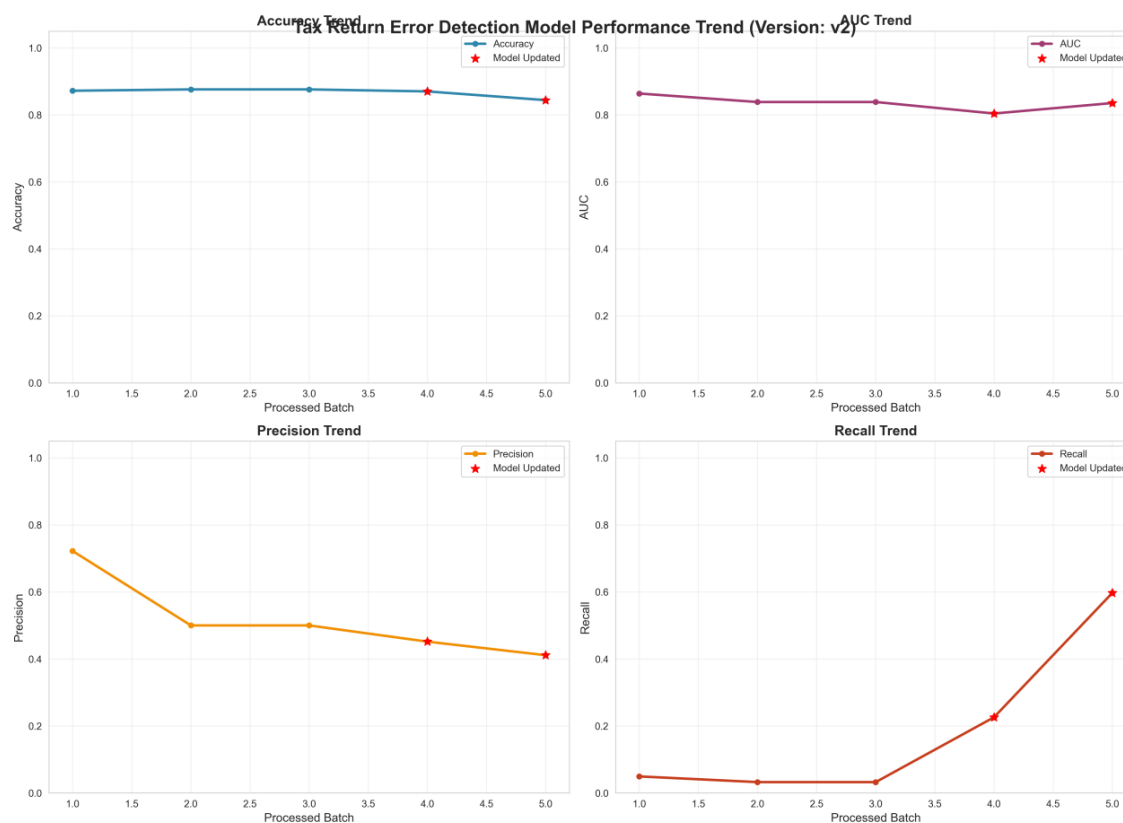 Tax Return Error Detection Model Performance Trend (Version: v2)
Accuracy Trend
Accuracy
Model Updated
1.0
0.8
0.6
0.4
0.2
0.0
Accuracy
1.0 1.5 2.0 2.5 3.0 3.5 4.0 4.5 5.0
Processed Batch
AUC Trend
AUC
Model Updated
1.0
0.8
0.6
0.4
0.2
0.0
AUC
1.0 1.5 2.0 2.5 3.0 3.5 4.0 4.5 5.0
Processed Batch
Precision Trend
Precision
Model Updated
1.0
0.8
0.6
0.4
0.2
0.0
Precision
1.0 1.5 2.0 2.5 3.0 3.5 4.0 4.5 5.0
Processed Batch
Recall Trend
Recall
Model Updated
1.0
0.8
0.6
0.4
0.2
0.0
Recall
1.0 1.5 2.0 2.5 3.0 3.5 4.0 4.5 5.0
Processed Batch